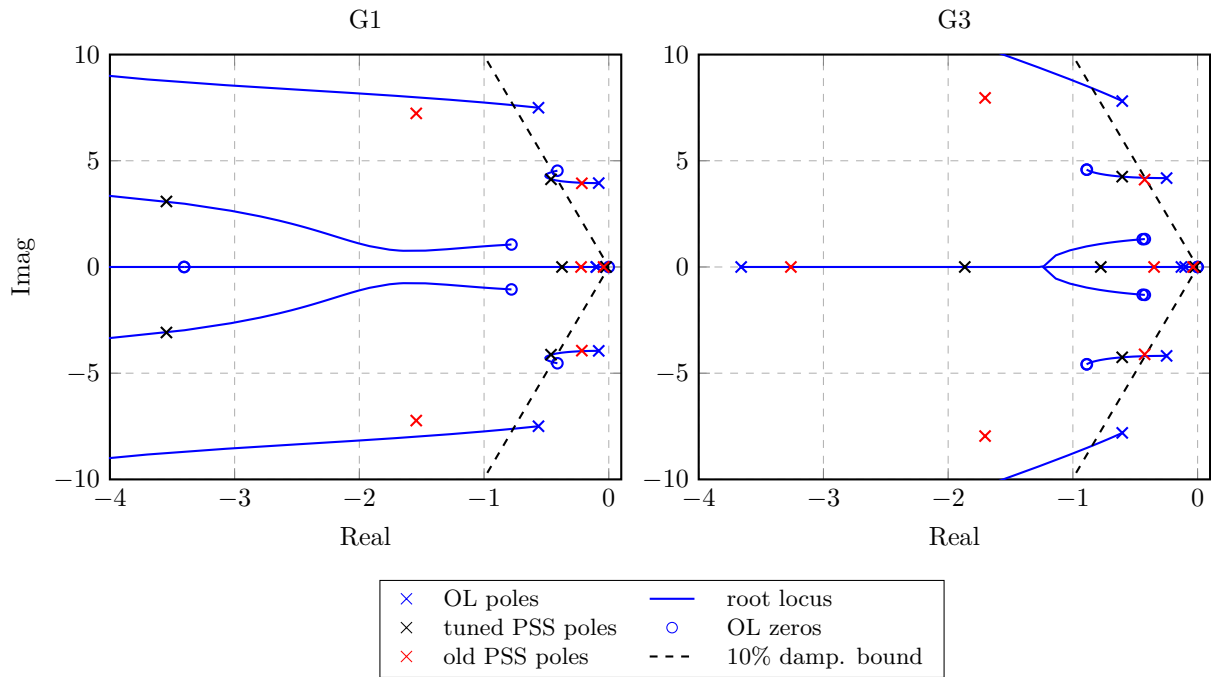 G1
G3
10
5
0
−5
−10
Imag
−4
−3
−2
−1
0
Real
10
5
0
−5
−10
−4
−3
−2
−1
0
Real
OL poles
root locus
tuned PSS poles
OL zeros
old PSS poles
10% damp. bound